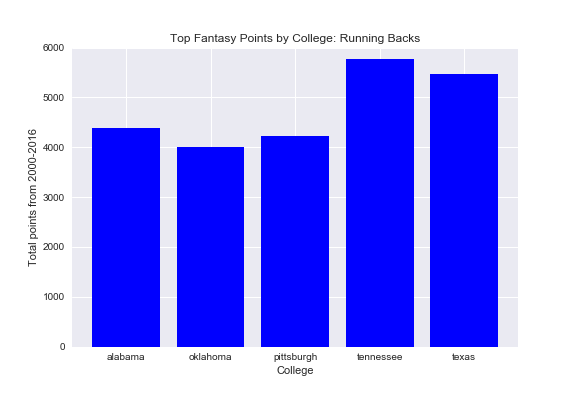 Top Fantasy Points by College: Running Backs
Total points from 2000-2016
6000
5000
4000
3000
2000
1000
0
alabama oklahoma pittsburgh tennessee texas
College